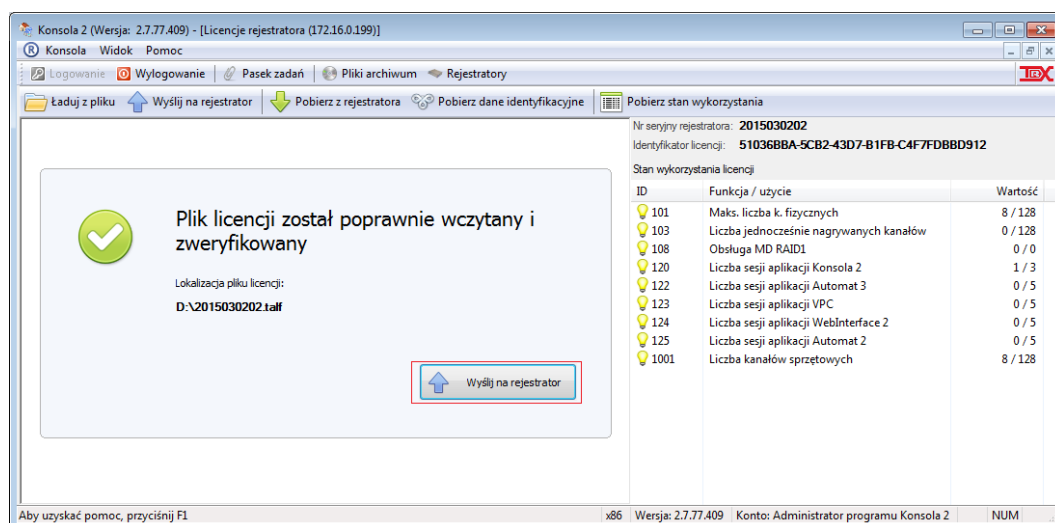 Konsola 2 (Wersja: 2.7.77.409) - [Licencje rejestratora (172.16.0.199)]
Konsola Widok Pomoc
Logowanie Wylogowanie Pasek zadań Pliki archiwum Rejestratory TRX
Ładuj z pliku Wyślij na rejestrator Pobierz z rejestratora Pobierz dane identyfikacyjne Pobierz stan wykorzystania
Nr seryjny rejestratora: 2015030202
Identyfikator licencji: 51036BBA-5CB2-43D7-B1FB-C4F7FDBBD912
Stan wykorzystania licencji
ID Funkcja / użycie Wartość
101 Maks. liczba k. fizycznych 8 / 128
103 Liczba jednocześnie nagrywanych kanałów 0 / 128
108 Obsługa MD RAID1 0 / 0
120 Liczba sesji aplikacji Konsola 2 1 / 3
122 Liczba sesji aplikacji Automat 3 0 / 5
123 Liczba sesji aplikacji VPC 0 / 5
124 Liczba sesji aplikacji WebInterface 2 0 / 5
125 Liczba sesji aplikacji Automat 2 0 / 5
1001 Liczba kanałów sprzętowych 8 / 128
Plik licencji został poprawnie wczytany i
zweryfikowany
Lokalizacja pliku licencji:
D:\2015030202.talf
Wyślij na rejestrator
Aby uzyskać pomoc, przyciśnij F1 x86 Wersja: 2.7.77.409 Konto: Administrator programu Konsola 2 NUM